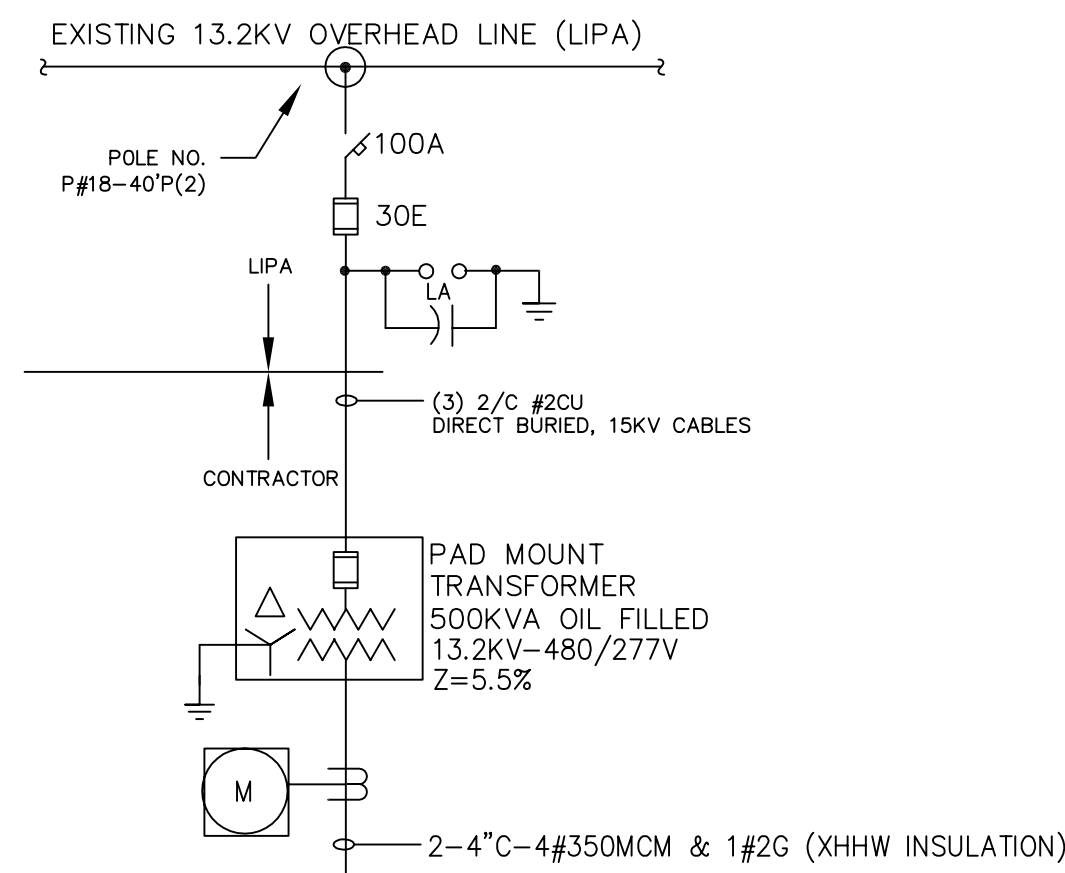 EXISTING 13.2KV OVERHEAD LINE (LIPA)
100A
POLE NO.
P#18-40'P(2)
30E
LIPA
LA
(3) 2/C #2CU
DIRECT BURIED, 15KV CABLES
CONTRACTOR
PAD MOUNT
TRANSFORMER
500KVA OIL FILLED
13.2KV-480/277V
Z=5.5%
M
2-4"C-4#350MCM & 1#2G (XHHW INSULATION)